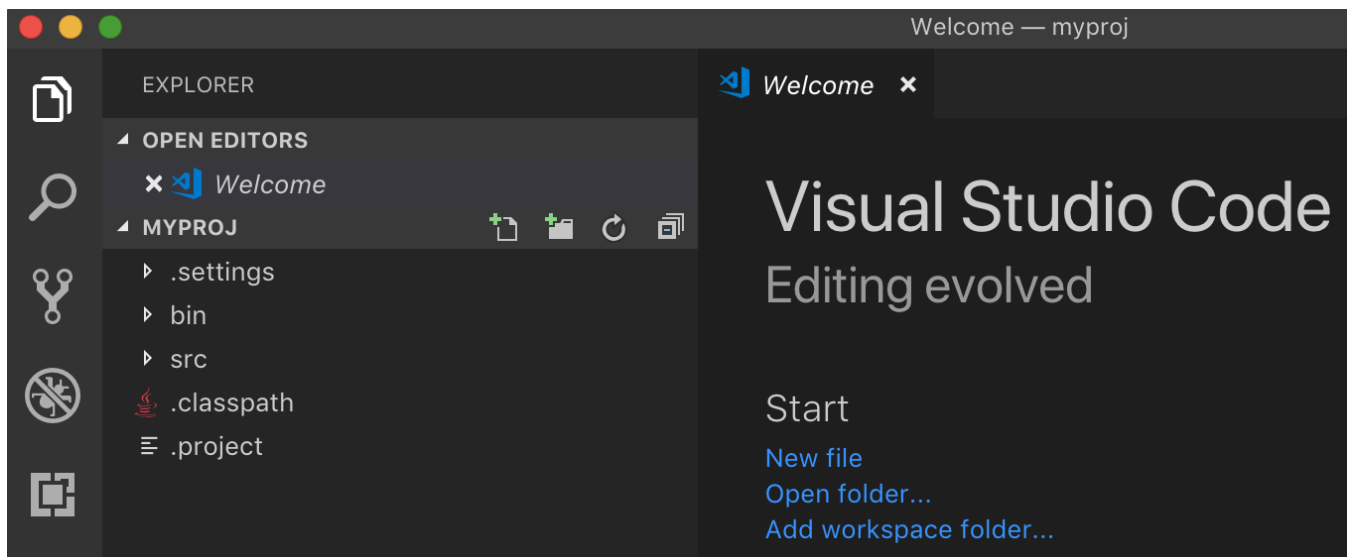 Welcome — myproj
EXPLORER
OPEN EDITORS
Welcome
MYPROJ
.settings
bin
src
.classpath
.project
Welcome
Visual Studio Code
Editing evolved
Start
New file
Open folder...
Add workspace folder...